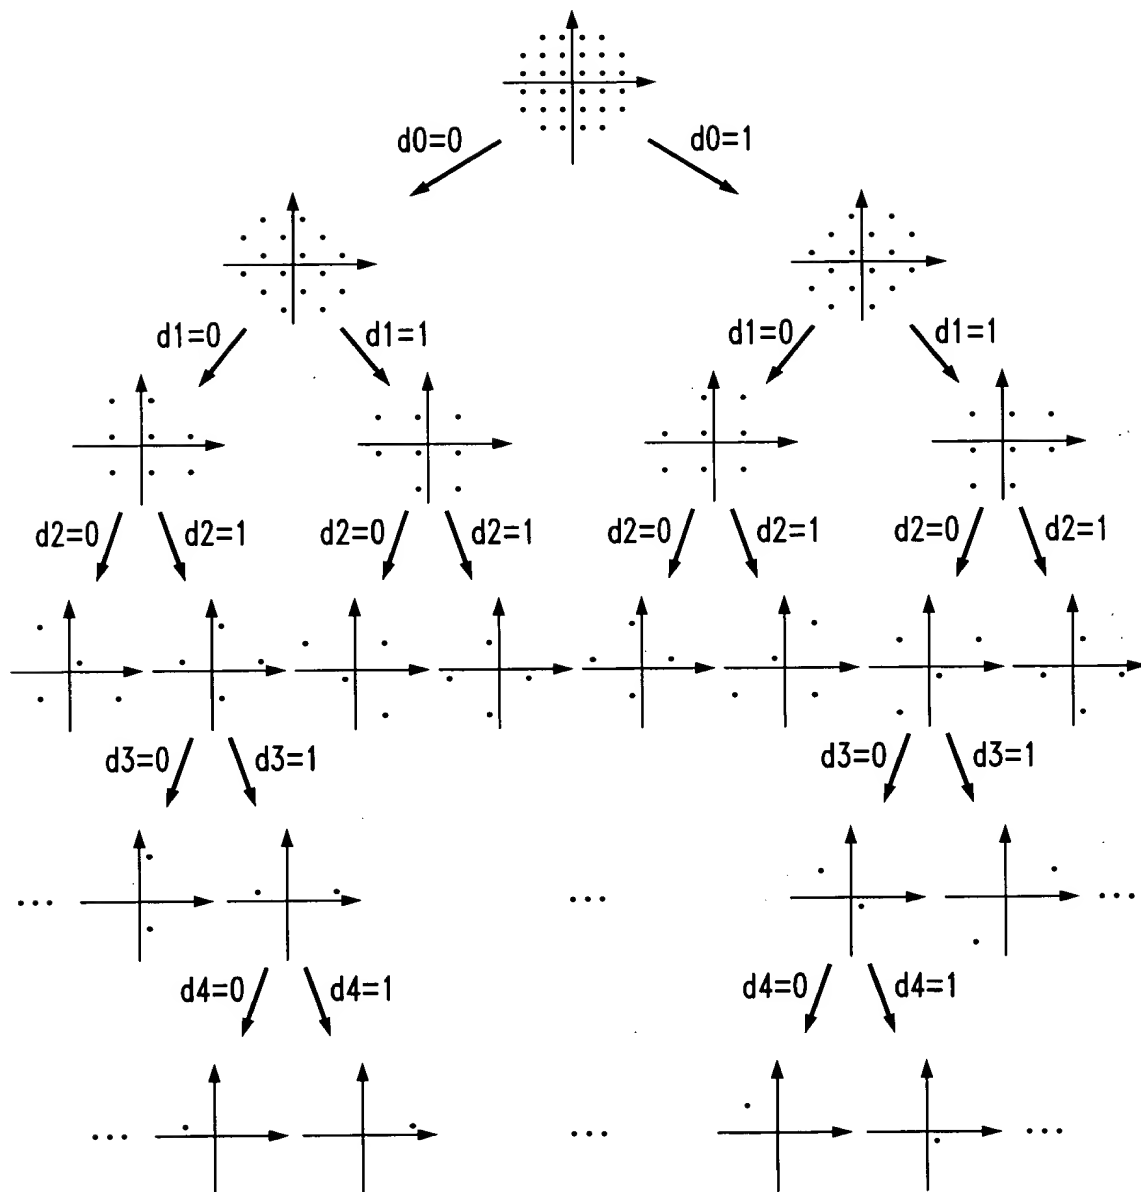 d0=0 d0=1
d1=0 d1=1 d1=0 d1=1
d2=0 d2=1 d2=0 d2=1 d2=0 d2=1 d2=0 d2=1
d3=0 d3=1 d3=0 d3=1
... ... ...
d4=0 d4=1 d4=0 d4=1
... ... ...